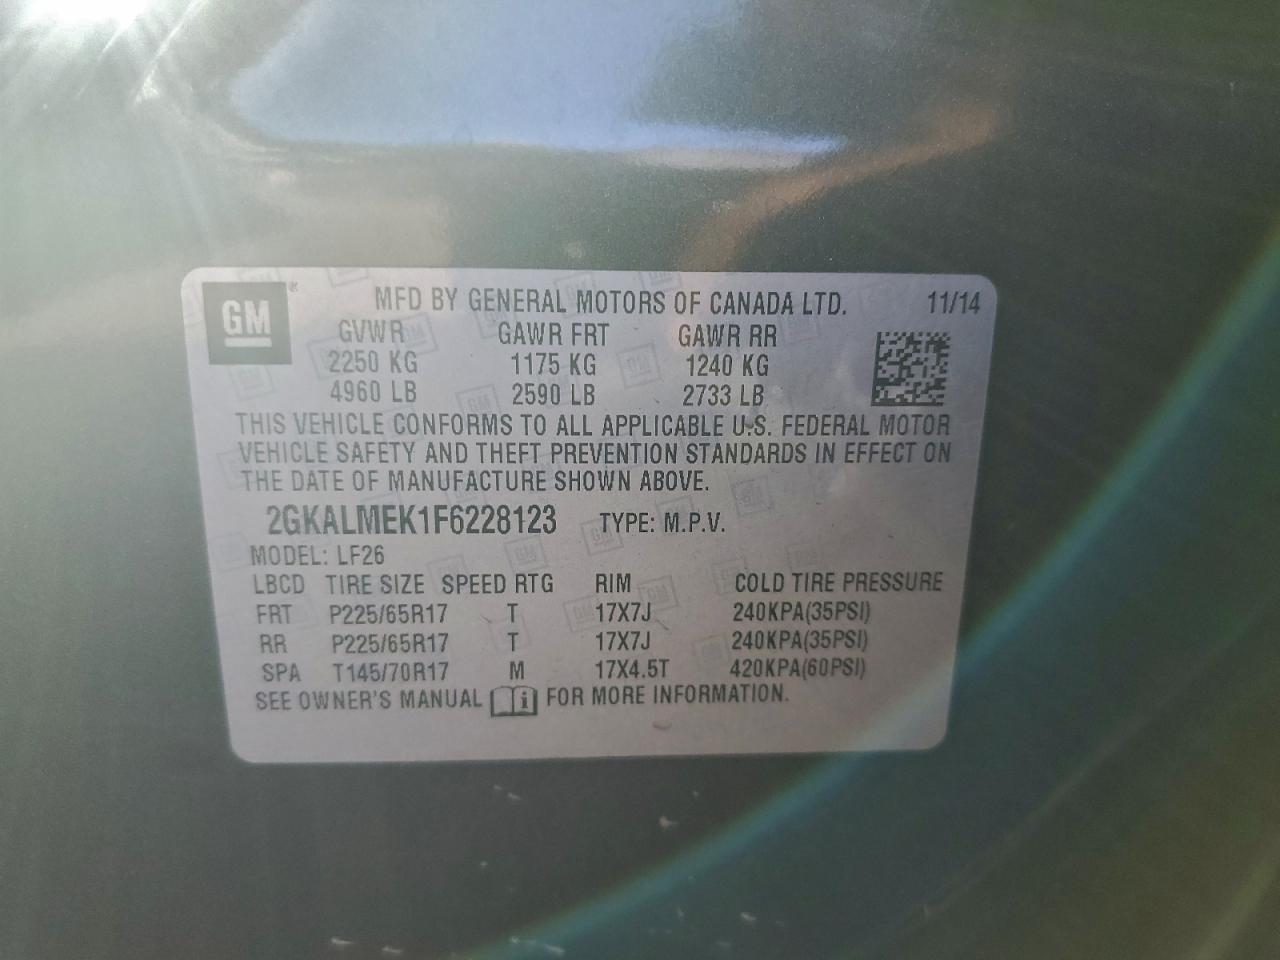 GM ® MFD BY GENERAL MOTORS OF CANADA LTD. 11/14
GVWR GAWR FRT GAWR RR
2250 KG 1175 KG 1240 KG
4960 LB 2590 LB 2733 LB
THIS VEHICLE CONFORMS TO ALL APPLICABLE U.S. FEDERAL MOTOR
VEHICLE SAFETY AND THEFT PREVENTION STANDARDS IN EFFECT ON
THE DATE OF MANUFACTURE SHOWN ABOVE.
2GKALMEK1F6228123 TYPE: M.P.V.
MODEL: LF26
LBCD TIRE SIZE SPEED RTG RIM COLD TIRE PRESSURE
FRT P225/65R17 T 17X7J 240KPA(35PSI)
RR P225/65R17 T 17X7J 240KPA(35PSI)
SPA T145/70R17 M 17X4.5T 420KPA(60PSI)
SEE OWNER'S MANUAL i FOR MORE INFORMATION.